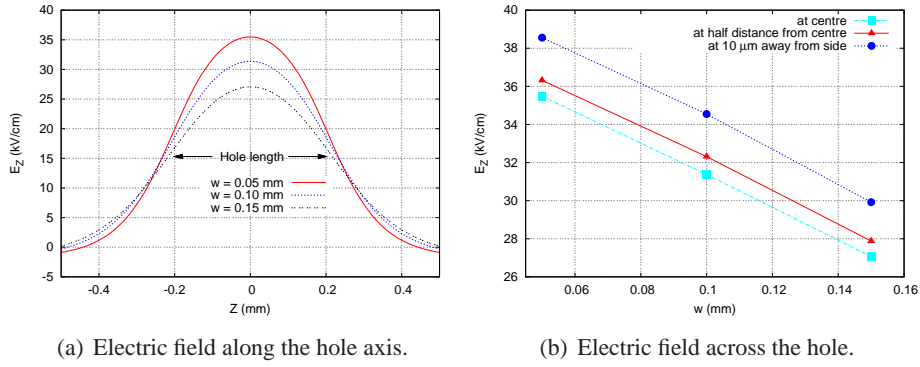 40
35
30
25
20
15
10
5
0
-5
-0.4 -0.2 0 0.2 0.4
E_Z (kV/cm)
Z (mm)
Hole length
w = 0.05 mm
w = 0.10 mm
w = 0.15 mm
(a) Electric field along the hole axis.
40
38
36
34
32
30
28
26
0.06 0.08 0.1 0.12 0.14 0.16
E_Z (kV/cm)
w (mm)
at centre
at half distance from centre
at 10 μm away from side
(b) Electric field across the hole.